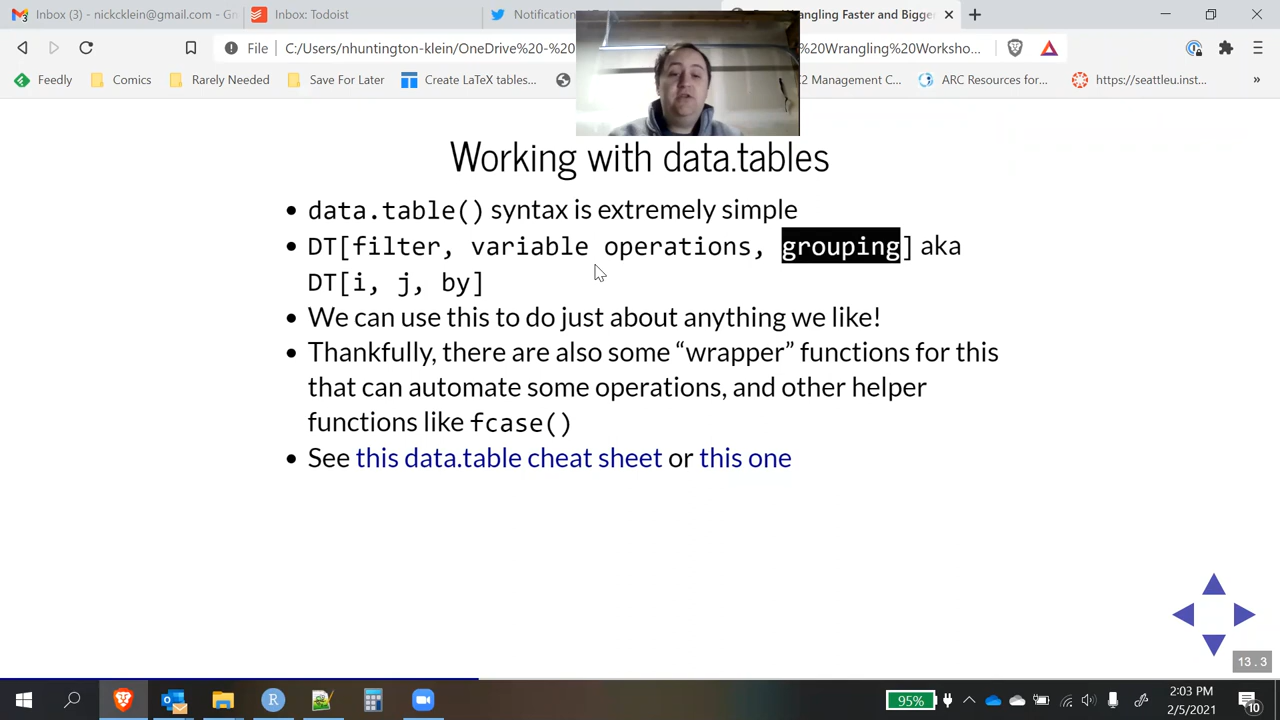 nickcklein@gmail.com - Gn
Inbox: Todoist
Notification
Wrangling Faster and Bigge
File
C:/Users/nhuntington-klein/OneDrive%20-%20
%20Wrangling%20Worksho...
Feedly
Comics
Rarely Needed
Save For Later
Create LaTeX tables...
C2 Management C...
ARC Resources for...
https://seattleu.inst...
»
Working with data.tables
• data.table() syntax is extremely simple
• DT[filter, variable operations, grouping] aka
DT[i, j, by]
• We can use this to do just about anything we like!
• Thankfully, there are also some “wrapper” functions for this
that can automate some operations, and other helper
functions like fcase()
• See this data.table cheat sheet or this one
13.3
95%
2:03 PM
2/5/2021
10